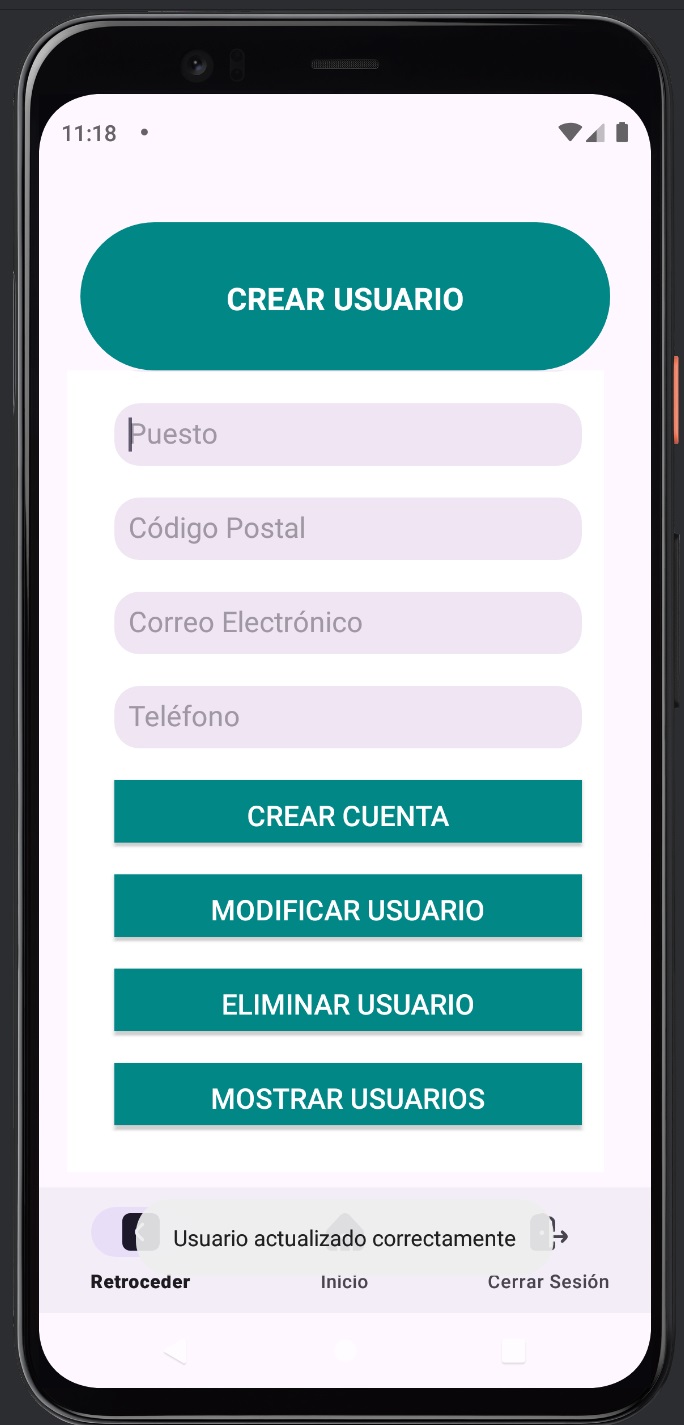 11:18
CREAR USUARIO
Puesto
Código Postal
Correo Electrónico
Teléfono
CREAR CUENTA
MODIFICAR USUARIO
ELIMINAR USUARIO
MOSTRAR USUARIOS
Usuario actualizado correctamente
Retroceder Inicio Cerrar Sesión